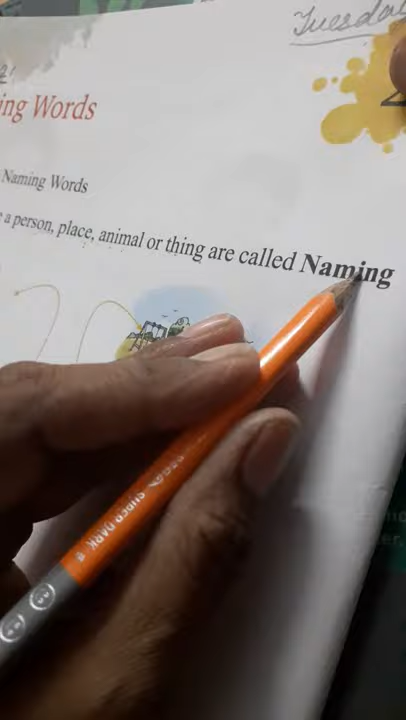 Tuesday
ing Words
Naming Words
a person, place, animal or thing are called Naming
SUPER DARK